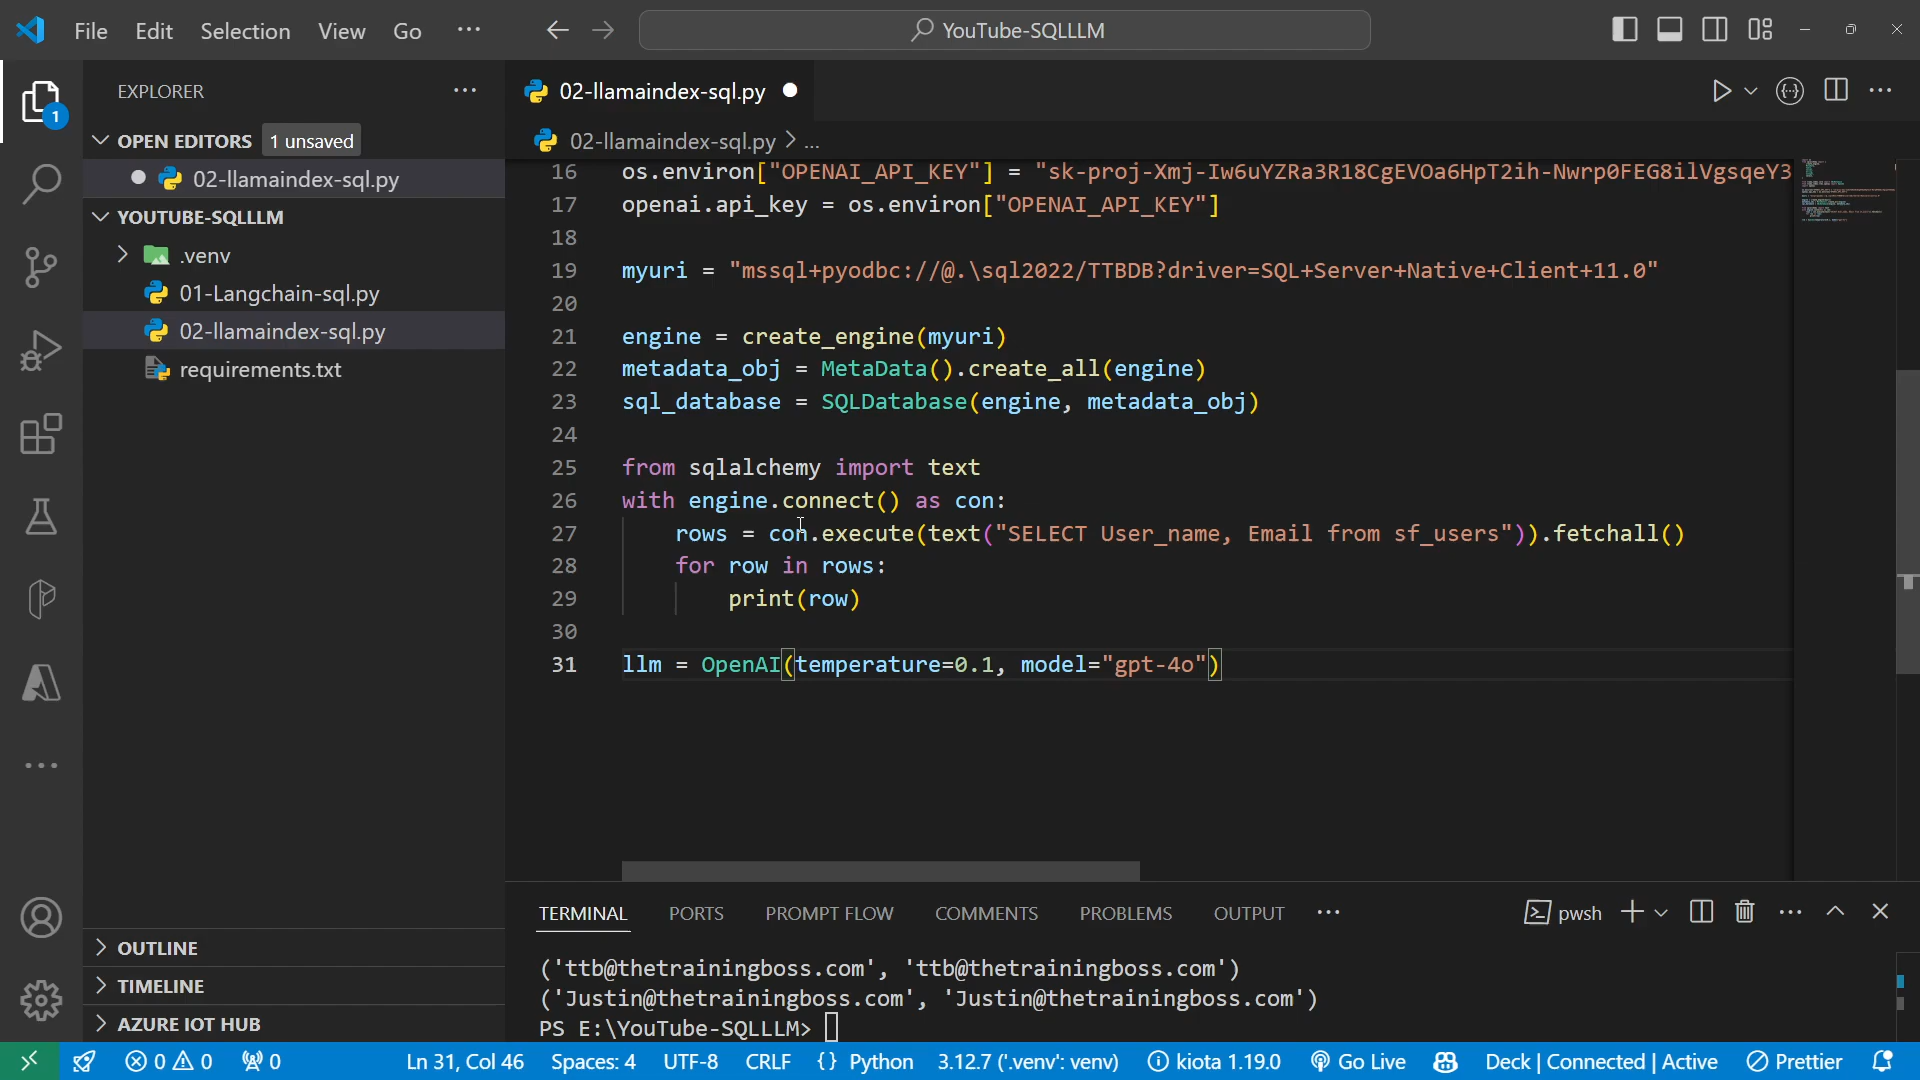 File Edit Selection View Go ··· YouTube-SQLLLM
EXPLORER ···
OPEN EDITORS 1 unsaved
02-llamaindex-sql.py
YOUTUBE-SQLLLM
.venv
01-Langchain-sql.py
02-llamaindex-sql.py
requirements.txt
OUTLINE
TIMELINE
AZURE IOT HUB
1
02-llamaindex-sql.py
02-llamaindex-sql.py > ...
16 os.environ["OPENAI_API_KEY"] = "sk-proj-Xmj-Iw6uYZRa3R18CgEVOa6HpT2ih-Nwrp0FEG8ilVgsqeY3
17 openai.api_key = os.environ["OPENAI_API_KEY"]
18
19 myuri = "mssql+pyodbc://@.\sql2022/TTBDB?driver=SQL+Server+Native+Client+11.0"
20
21 engine = create_engine(myuri)
22 metadata_obj = MetaData().create_all(engine)
23 sql_database = SQLDatabase(engine, metadata_obj)
24
25 from sqlalchemy import text
26 with engine.connect() as con:
27 rows = con.execute(text("SELECT User_name, Email from sf_users")).fetchall()
28 for row in rows:
29 print(row)
30
31 llm = OpenAI(temperature=0.1, model="gpt-4o")
TERMINAL PORTS PROMPT FLOW COMMENTS PROBLEMS OUTPUT ··· pwsh
('ttb@thetrainingboss.com', 'ttb@thetrainingboss.com')
('Justin@thetrainingboss.com', 'Justin@thetrainingboss.com')
PS E:\YouTube-SQLLLM>
0 0 0 Ln 31, Col 46 Spaces: 4 UTF-8 CRLF {} Python 3.12.7 ('.venv': venv) kiota 1.19.0 Go Live Deck | Connected | Active Prettier